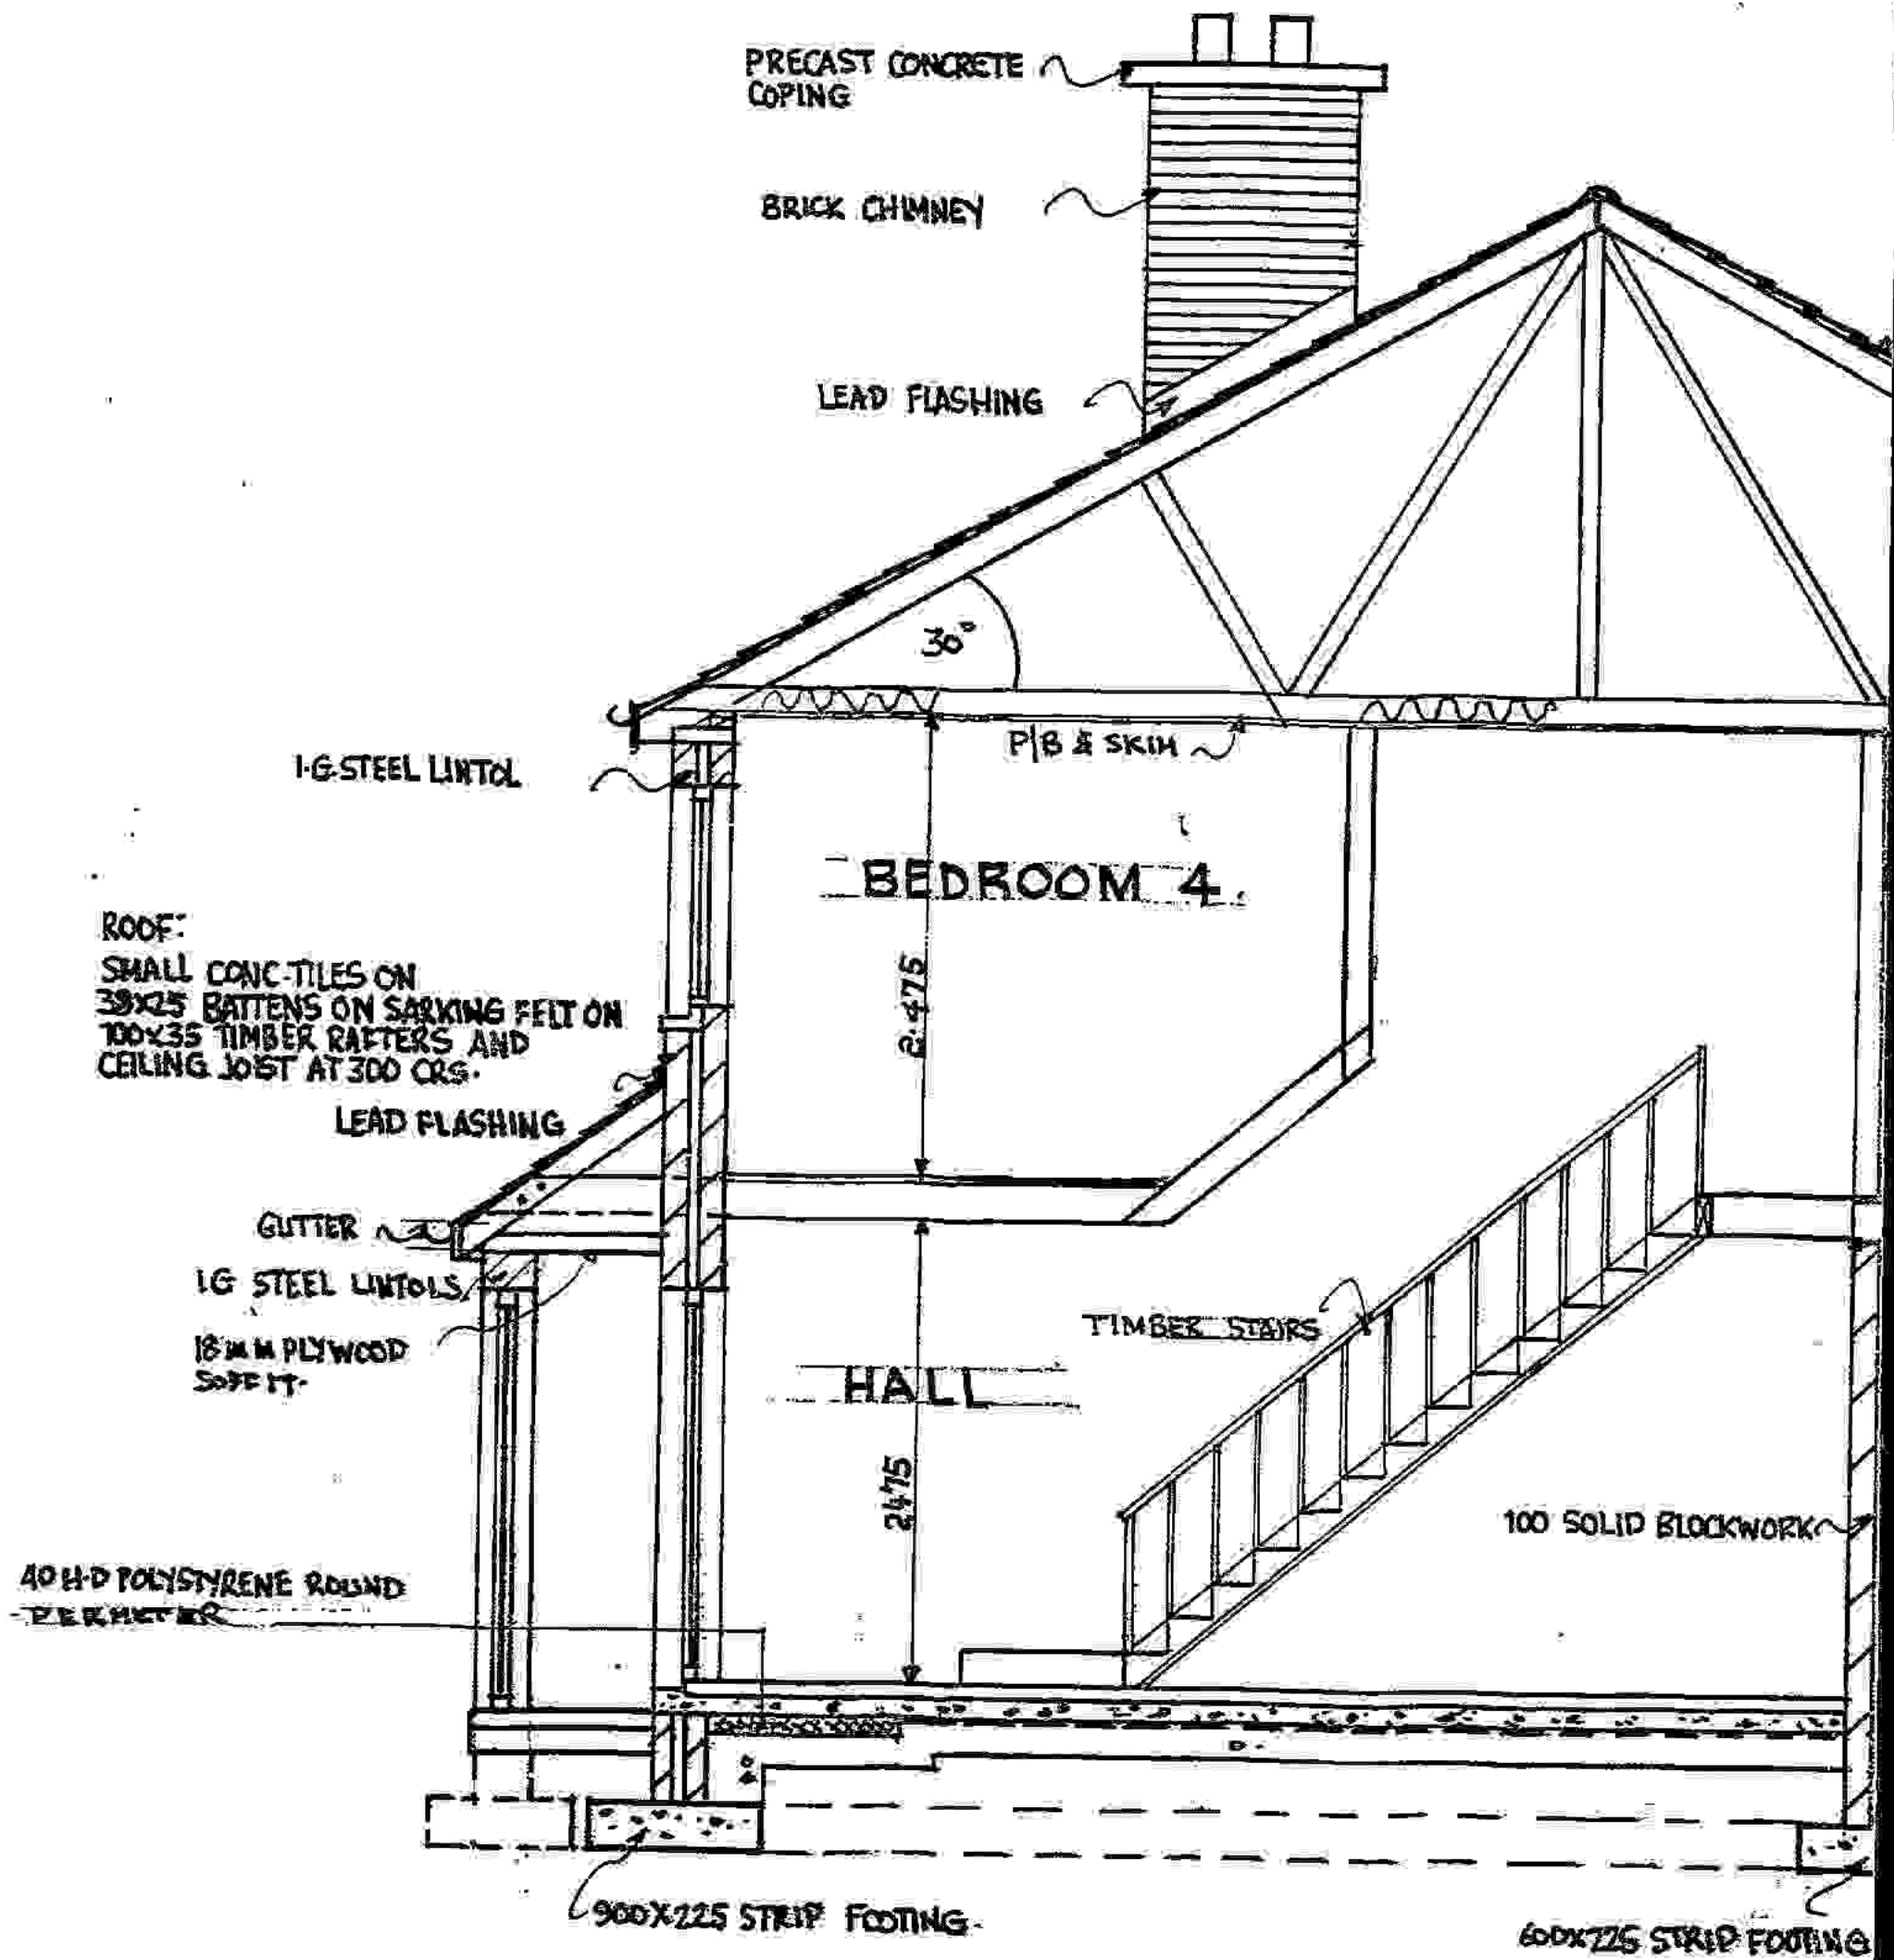 PRECAST CONCRETE
COPING
BRICK CHIMNEY
LEAD FLASHING
30°
P/B & SKIM
I.G. STEEL LINTOL
BEDROOM 4.
ROOF:
SMALL CONC-TILES ON
38X25 BATTENS ON SARKING FELT ON
100X35 TIMBER RAFTERS AND
CEILING JOIST AT 300 CRS.
2.475
LEAD FLASHING
GUTTER
I.G STEEL LINTOLS
18MM PLYWOOD
SOFFIT.
TIMBER STAIRS
HALL
2475
100 SOLID BLOCKWORK
40 H-D POLYSTYRENE ROUND
PERIMETER
900X225 STRIP FOOTING.
600X225 STRIP FOOTING